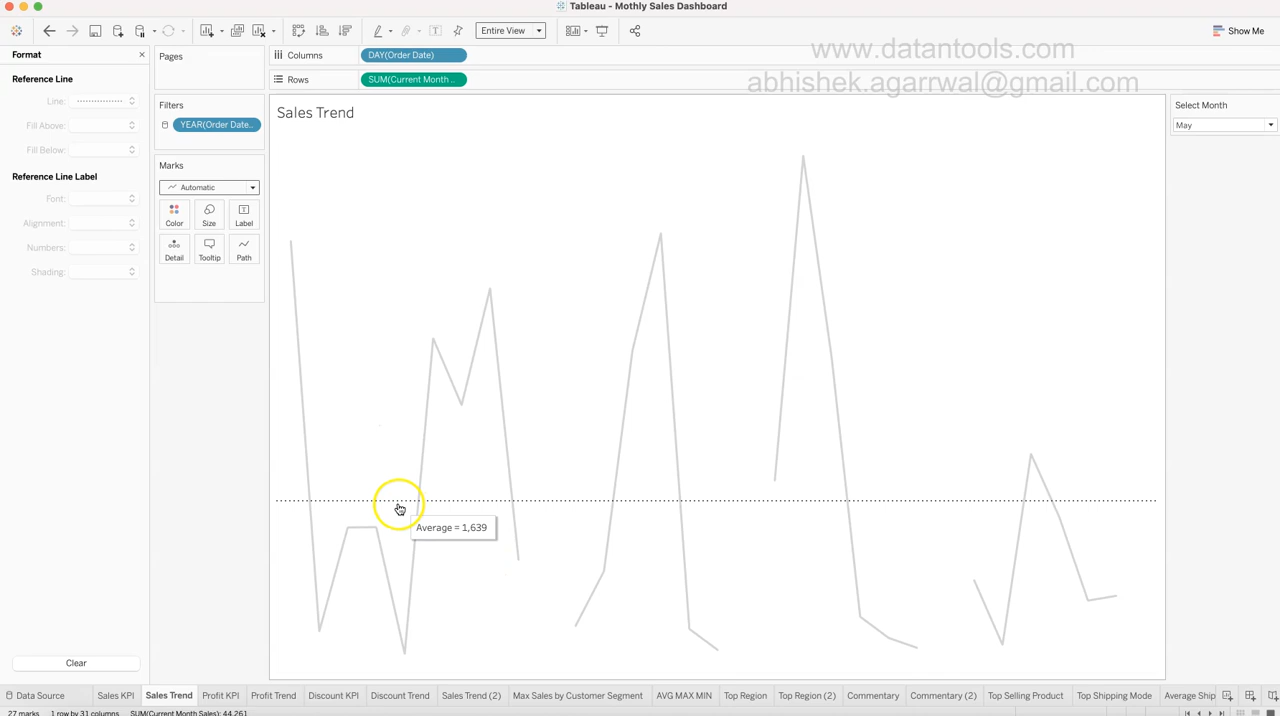 Tableau - Mothly Sales Dashboard
Entire View
Show Me
www.datantools.com
abhishek.agarrwal@gmail.com
Format
Reference Line
Line:
Fill Above:
Fill Below:
Reference Line Label
Font:
Alignment:
Numbers:
Shading:
Clear
Pages
Filters
YEAR(Order Date..
Marks
Automatic
Color
Size
Label
Detail
Tooltip
Path
Columns
DAY(Order Date)
Rows
SUM(Current Month ..
Sales Trend
Average = 1,639
Select Month
May
Data Source
Sales KPI
Sales Trend
Profit KPI
Profit Trend
Discount KPI
Discount Trend
Sales Trend (2)
Max Sales by Customer Segment
AVG MAX MIN
Top Region
Top Region (2)
Commentary
Commentary (2)
Top Selling Product
Top Shipping Mode
Average Ship
27 marks
1 row by 31 columns
SUM(Current Month Sales): 44,261